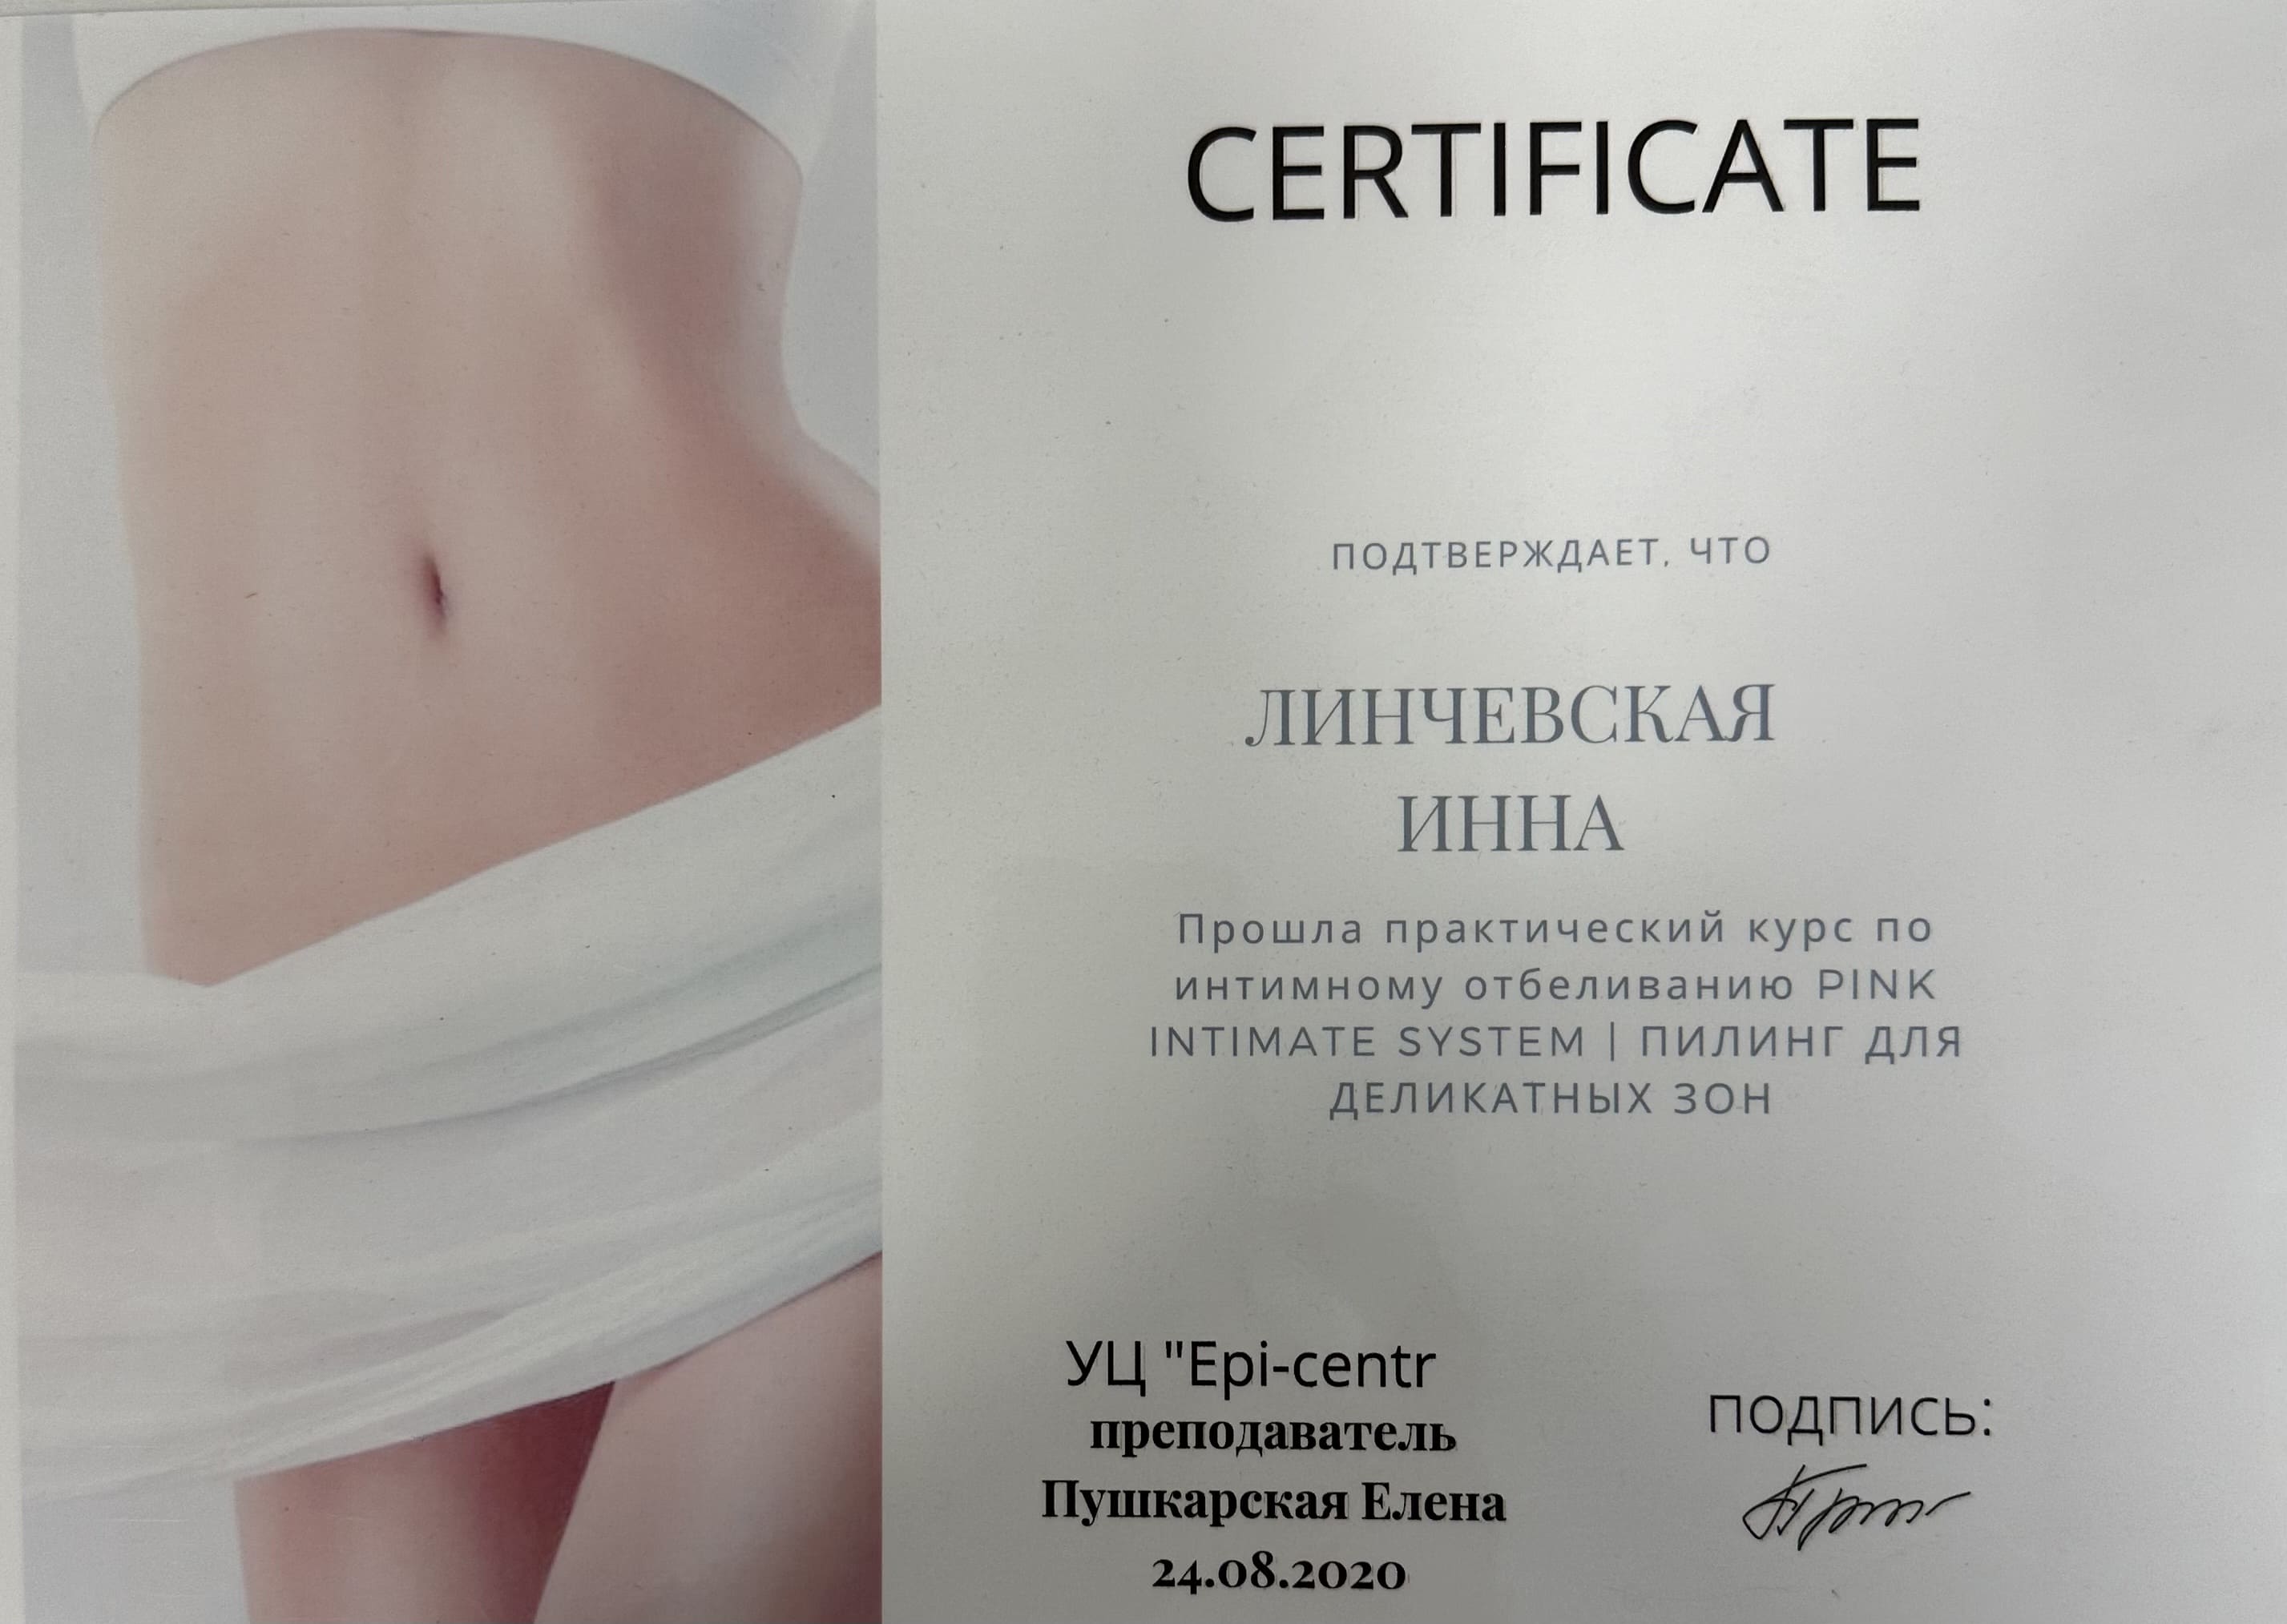 CERTIFICATE
ПОДТВЕРЖДАЕТ, ЧТО
ЛИНЧЕВСКАЯ
ИННА
Прошла практический курс по
интимному отбеливанию PINK
INTIMATE SYSTEM | ПИЛИНГ ДЛЯ
ДЕЛИКАТНЫХ ЗОН
УЦ "Epi-centr
преподаватель
Пушкарская Елена
24.08.2020
ПОДПИСЬ: